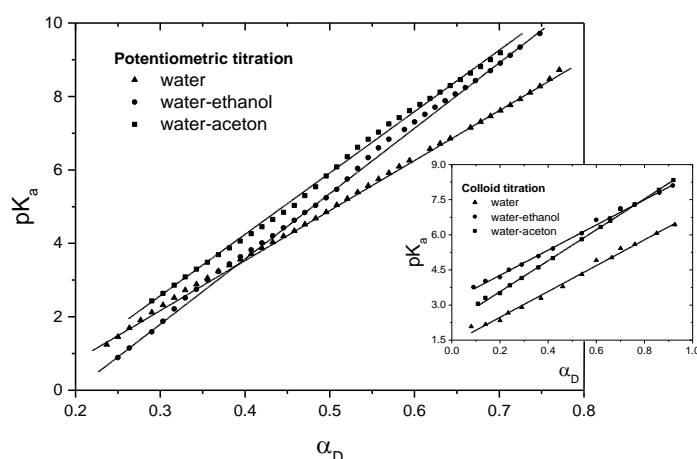 10
8
6
4
2
0
pKa
Potentiometric titration
water
water-ethanol
water-aceton
0.2 0.3 0.4 0.5 0.6 0.7 0.8
αD
9.0
7.5
6.0
4.5
3.0
1.5
pKa
Colloid titration
water
water-ethanol
water-aceton
0.0 0.2 0.4 0.6 0.8 1.0
αD